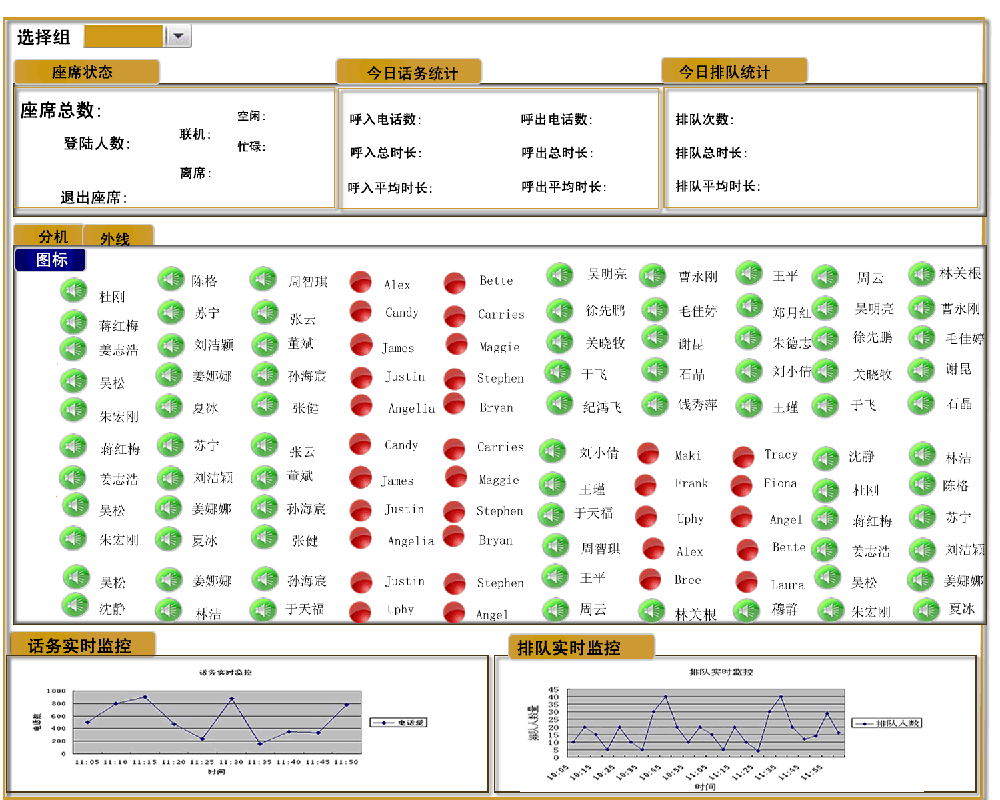 选择组
座席状态 今日话务统计 今日排队统计
座席总数: 空闲: 呼入电话数: 呼出电话数: 排队次数:
登陆人数: 联机: 忙碌: 呼入总时长: 呼出总时长: 排队总时长:
离席: 呼入平均时长: 呼出平均时长: 排队平均时长:
退出座席:
分机 外线
图标
杜刚 陈格 周智琪 Alex Bette 吴明亮 曹永刚 王平 周云 林关根
蒋红梅 苏宁 张云 Candy Carries 徐先鹏 毛佳婷 郑月红 吴明亮 曹永刚
姜志浩 刘洁颖 董斌 James Maggie 关晓牧 谢昆 朱德志 徐先鹏 毛佳婷
吴松 姜娜娜 孙海宸 Justin Stephen 于飞 石晶 刘小倩 关晓牧 谢昆
朱宏刚 夏冰 张健 Angelia Bryan 纪鸿飞 钱秀萍 王瑾 于飞 石晶
蒋红梅 苏宁 张云 Candy Carries 刘小倩 Maki Tracy 沈静 林洁
姜志浩 刘洁颖 董斌 James Maggie 王瑾 Frank Fiona 杜刚 陈格
吴松 姜娜娜 孙海宸 Justin Stephen 于天福 Uphy Angel 蒋红梅 苏宁
朱宏刚 夏冰 张健 Angelia Bryan 周智琪 Alex Bette 姜志浩 刘洁颖
吴松 姜娜娜 孙海宸 Justin Stephen 王平 Bree Laura 吴松 姜娜娜
沈静 林洁 于天福 Uphy Angel 周云 林关根 穆静 朱宏刚 夏冰
话务实时监控
话务实时监控
电话数
1000
800
600
400
200
0
11:05 11:10 11:15 11:20 11:25 11:30 11:35 11:40 11:45 11:50
时间
电话量
排队实时监控
排队实时监控
排队人数量
45
40
35
30
25
20
15
10
5
0
10:05 10:15 10:25 10:35 10:45 10:55 11:05 11:15 11:25 11:35 11:45 11:55
时间
排队人数